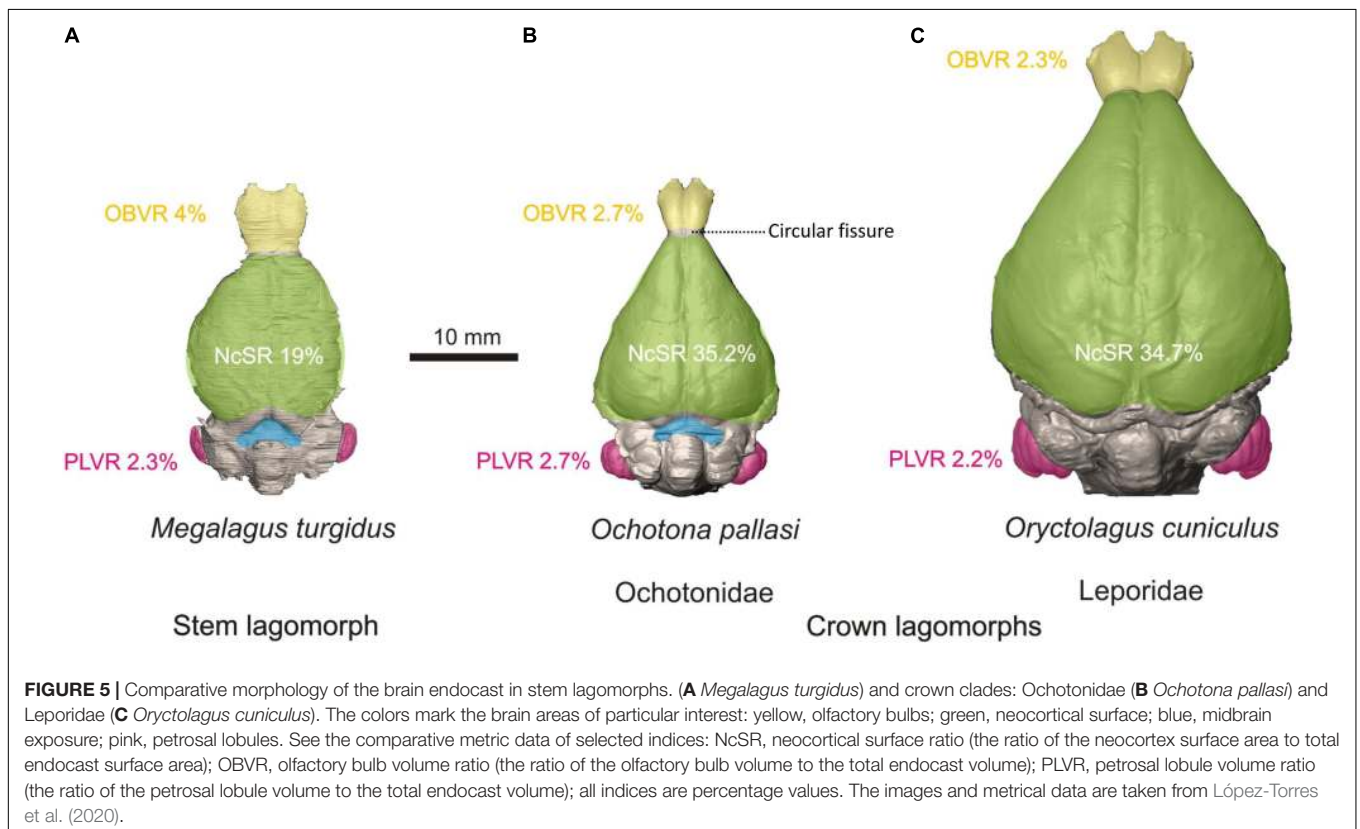 A
B
C
OBVR 2.3%
OBVR 4%
OBVR 2.7%
Circular fissure
10 mm
NcSR 19%
NcSR 35.2%
NcSR 34.7%
PLVR 2.3%
PLVR 2.7%
PLVR 2.2%
Megalagus turgidus
Ochotona pallasi
Oryctolagus cuniculus
Ochotonidae
Leporidae
Stem lagomorph
Crown lagomorphs
FIGURE 5 | Comparative morphology of the brain endocast in stem lagomorphs. (A Megalagus turgidus) and crown clades: Ochotonidae (B Ochotona pallasi) and
Leporidae (C Oryctolagus cuniculus). The colors mark the brain areas of particular interest: yellow, olfactory bulbs; green, neocortical surface; blue, midbrain
exposure; pink, petrosal lobules. See the comparative metric data of selected indices: NcSR, neocortical surface ratio (the ratio of the neocortex surface area to total
endocast surface area); OBVR, olfactory bulb volume ratio (the ratio of the olfactory bulb volume to the total endocast volume); PLVR, petrosal lobule volume ratio
(the ratio of the petrosal lobule volume to the total endocast volume); all indices are percentage values. The images and metrical data are taken from López-Torres
et al. (2020).